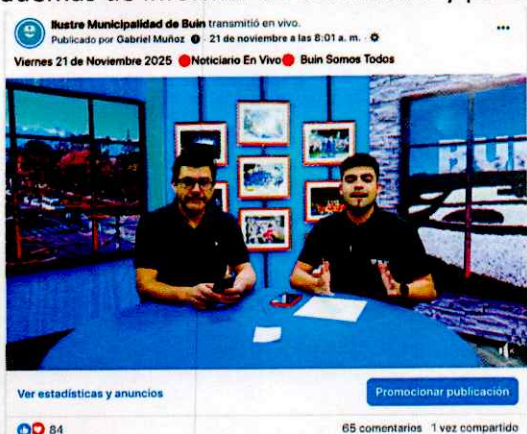 Ilustre Municipalidad de Buin transmitió en vivo.
Publicado por Gabriel Muñoz · 21 de noviembre a las 8:01 a. m. ·
Viernes 21 de Noviembre 2025 🔴Noticiario En Vivo🔴 Buin Somos Todos
BUI
Ver estadísticas y anuncios
Promocionar publicación
84
65 comentarios 1 vez compartido